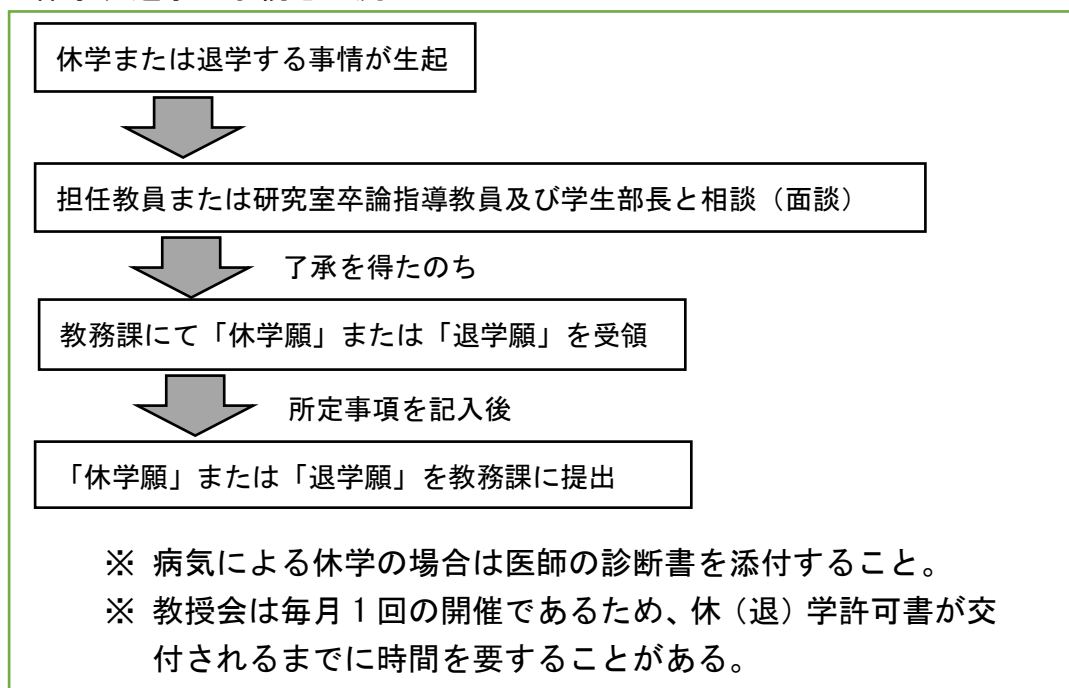 休学または退学する事情が生起
担任教員または研究室卒論指導教員及び学生部長と相談（面談）
了承を得たのち
教務課にて「休学願」または「退学願」を受領
所定事項を記入後
「休学願」または「退学願」を教務課に提出
※ 病気による休学の場合は医師の診断書を添付すること。
※ 教授会は毎月1回の開催であるため、休（退）学許可書が交
付されるまでに時間を要することがある。